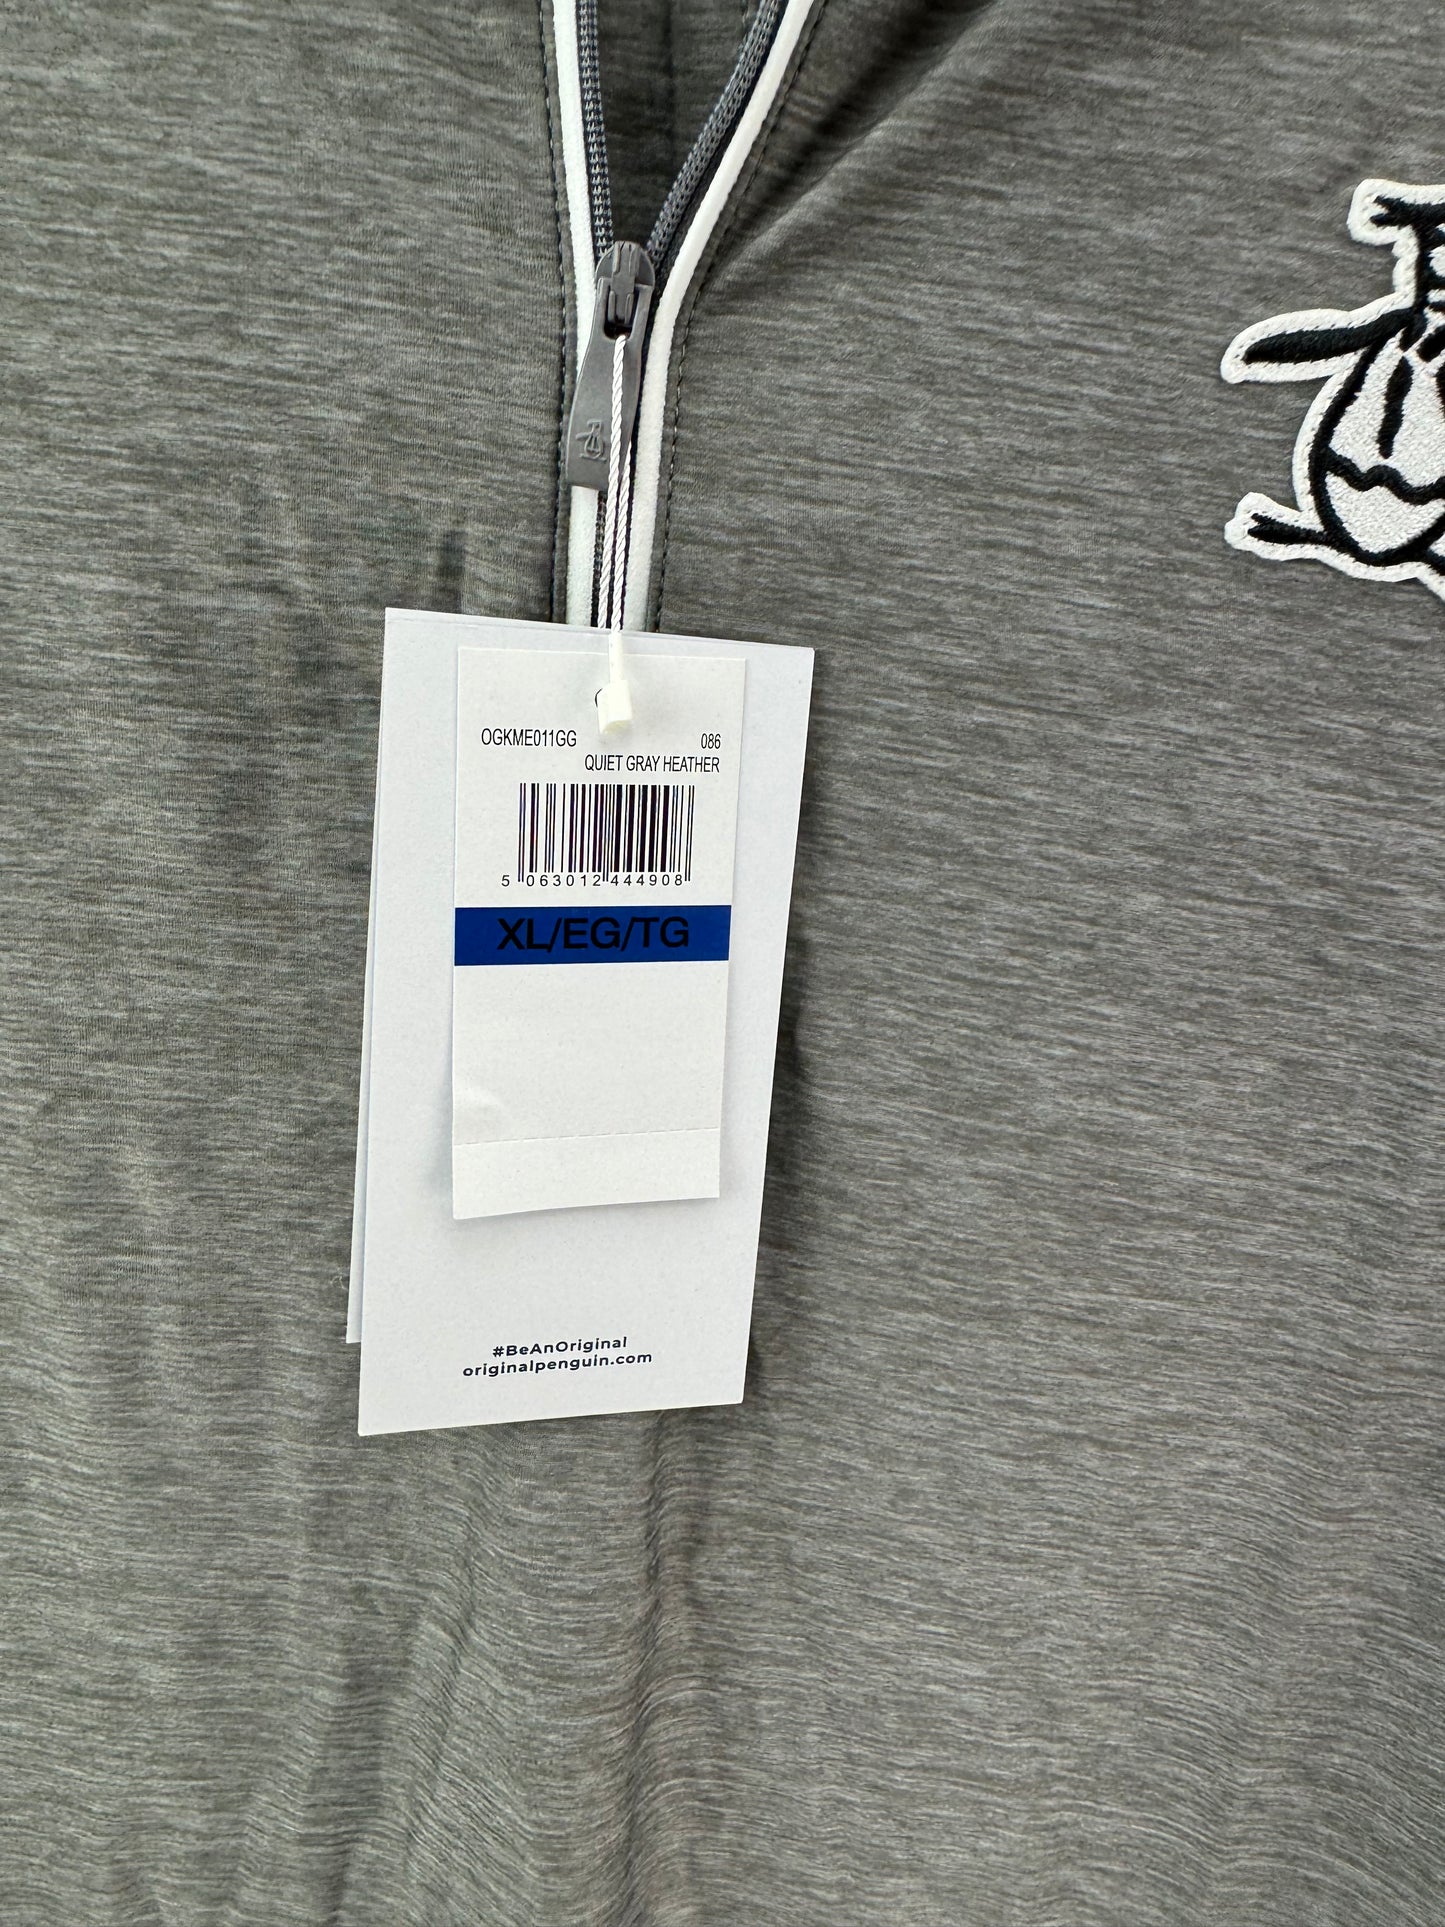 OGKME011GG 086
QUIET GRAY HEATHER
5 063012 444908
XL/EG/TG
#BeAnOriginal
originalpenguin.com